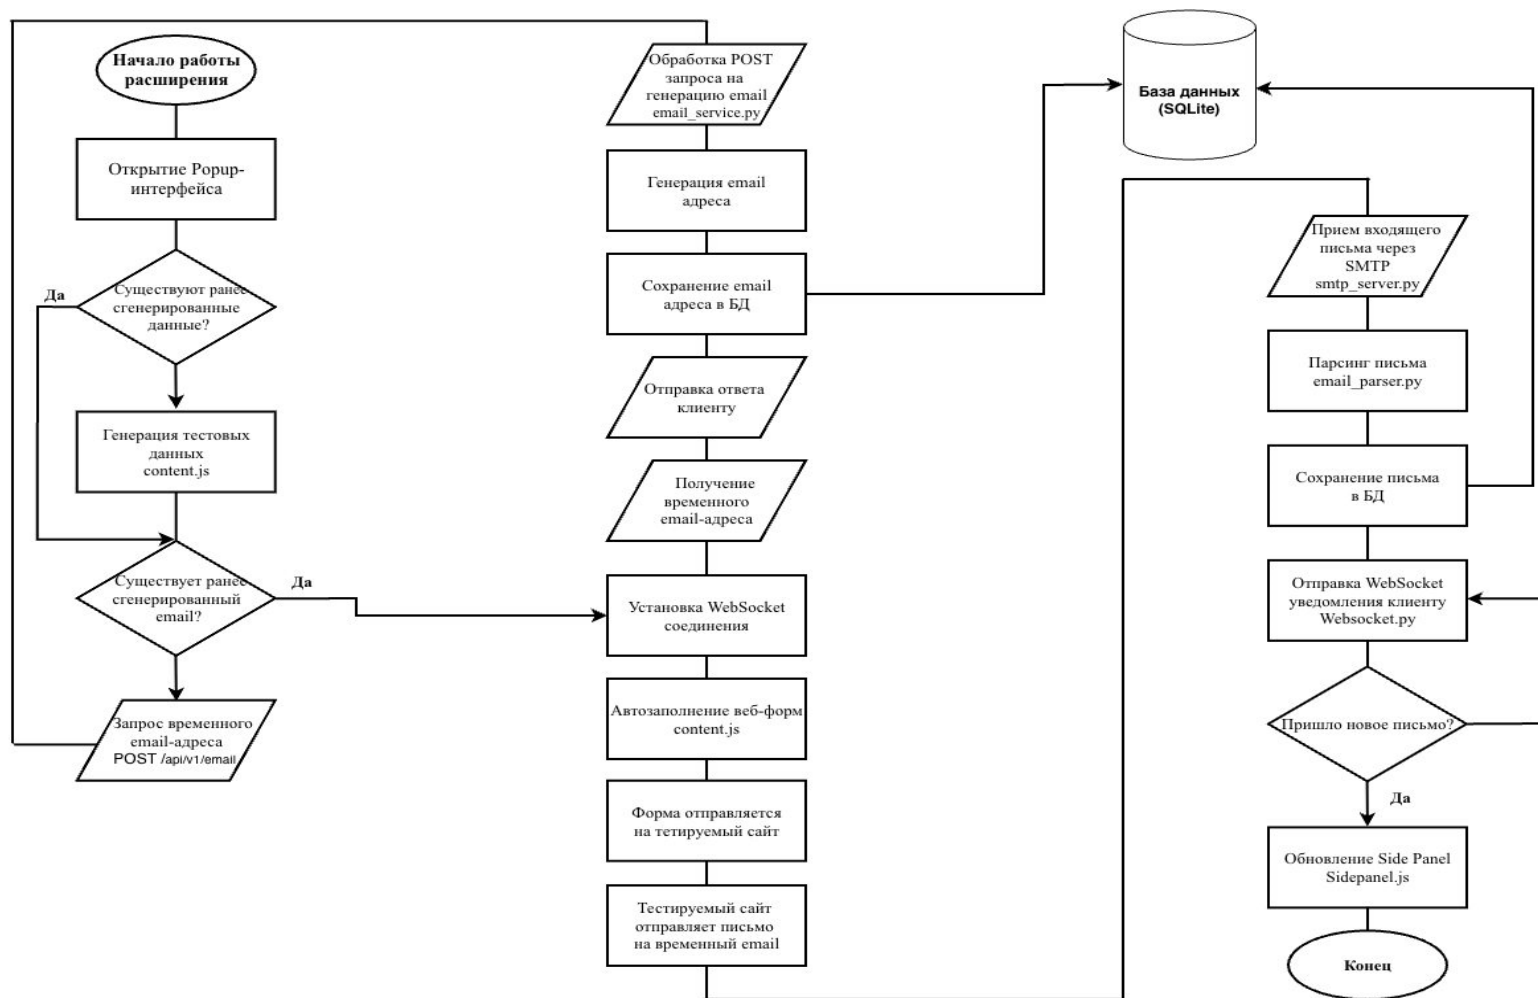 Начало работы
расширения
Открытие Popup-
интерфейса
Существуют ранее
сгенерированные
данные?
Да
Генерация тестовых
данных
content.js
Существует ранее
сгенерированный
email?
Да
Запрос временного
email-адреса
POST /api/v1/email
Обработка POST
запроса на
генерацию email
email_service.py
Генерация email
адреса
Сохранение email
адреса в БД
Отправка ответа
клиенту
Получение
временного
email-адреса
Установка WebSocket
соединения
Автозаполнение веб-форм
content.js
Форма отправляется
на тетируемый сайт
Тестируемый сайт
отправляет письмо
на временный email
База данных
(SQLite)
Прием входящего
письма через
SMTP
smtp_server.py
Парсинг письма
email_parser.py
Сохранение письма
в БД
Отправка WebSocket
уведомления клиенту
Websocket.py
Пришло новое письмо?
Да
Обновление Side Panel
Sidepanel.js
Конец